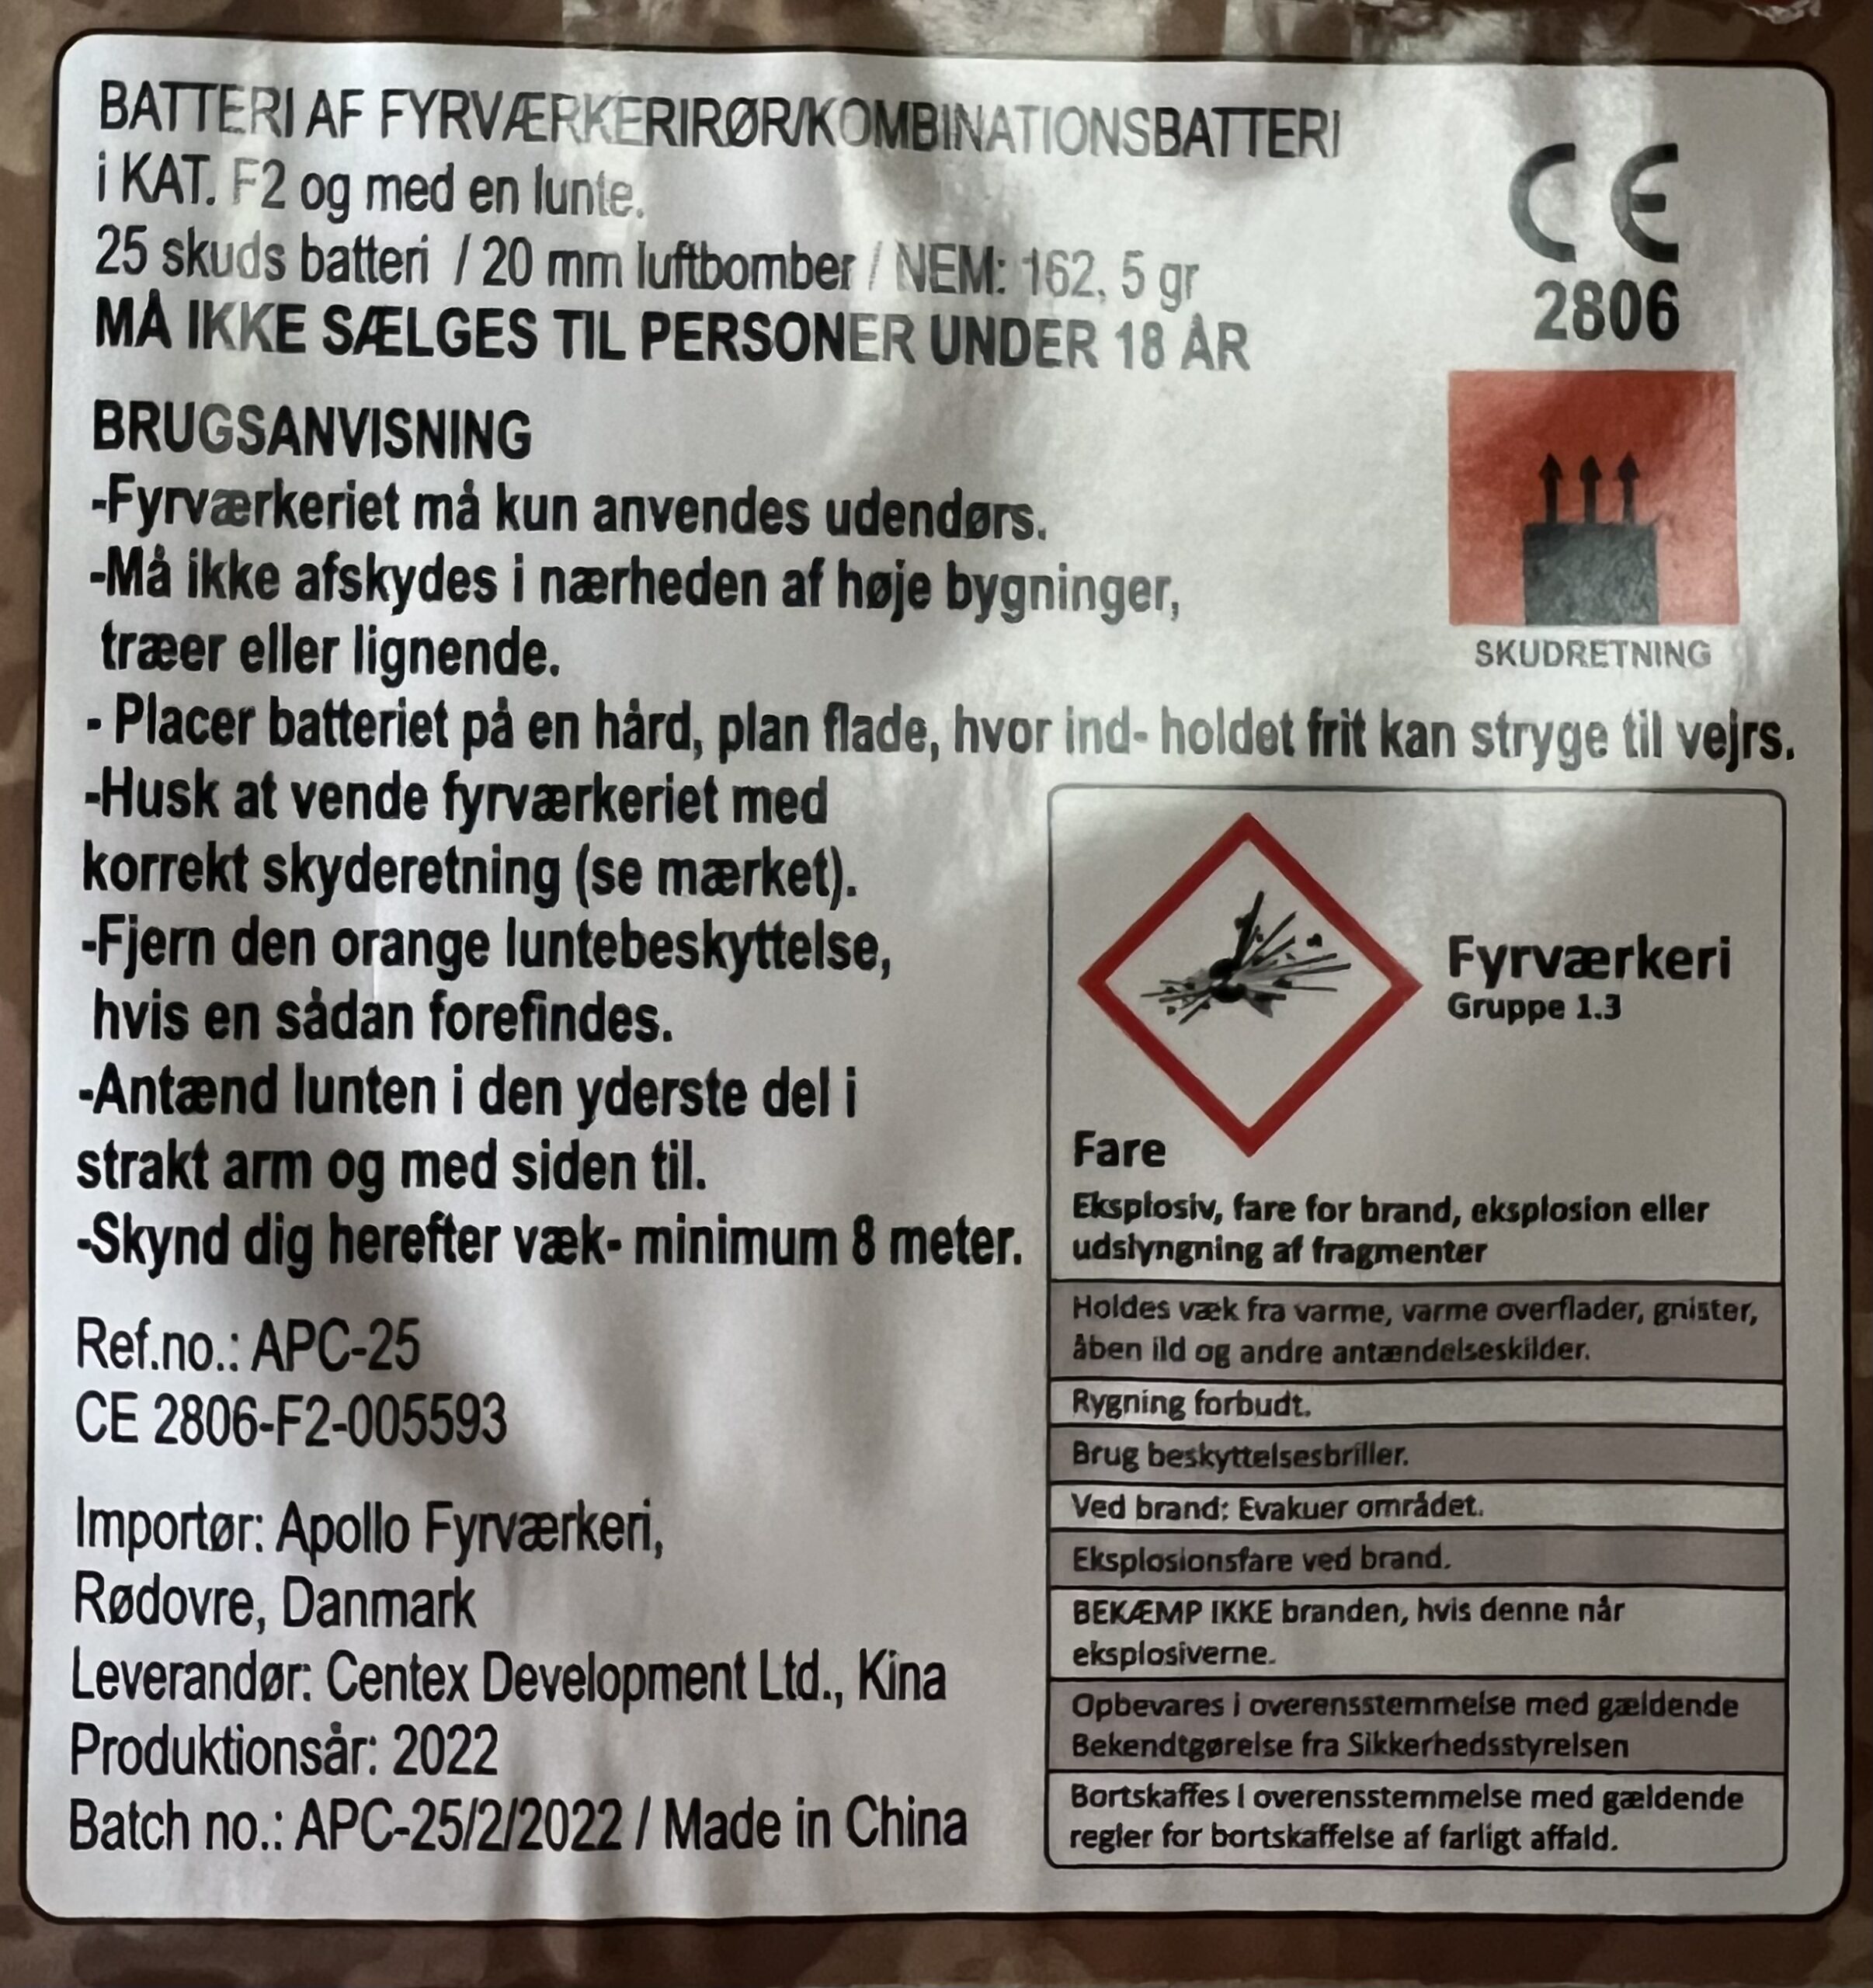 BATTERI AF FYRVÆRKERIRØR/KOMBINATIONSBATTERI
i KAT. F2 og med en lunte.
25 skuds batteri / 20 mm luftbomber / NEM: 162, 5 gr
MÅ IKKE SÆLGES TIL PERSONER UNDER 18 ÅR
CE
2806
SKUDRETNING
BRUGSANVISNING
-Fyrværkeriet må kun anvendes udendørs.
-Må ikke afskydes i nærheden af høje bygninger,
træer eller lignende.
- Placer batteriet på en hård, plan flade, hvor ind- holdet frit kan stryge til vejrs.
-Husk at vende fyrværkeriet med
korrekt skyderetning (se mærket).
-Fjern den orange luntebeskyttelse,
hvis en sådan forefindes.
-Antænd lunten i den yderste del i
strakt arm og med siden til.
-Skynd dig herefter væk- minimum 8 meter.
Ref.no.: APC-25
CE 2806-F2-005593
Importør: Apollo Fyrværkeri,
Rødovre, Danmark
Leverandør: Centex Development Ltd., Kina
Produktionsår: 2022
Batch no.: APC-25/2/2022 / Made in China
Fyrværkeri
Gruppe 1.3
Fare
Eksplosiv, fare for brand, eksplosion eller
udslyngning af fragmenter
Holdes væk fra varme, varme overflader, gnister,
åben ild og andre antændelseskilder.
Rygning forbudt.
Brug beskyttelsesbriller.
Ved brand: Evakuer området.
Eksplosionsfare ved brand.
BEKÆMP IKKE branden, hvis denne når
eksplosiverne.
Opbevares i overensstemmelse med gældende
Bekendtgørelse fra Sikkerhedsstyrelsen
Bortskaffes i overensstemmelse med gældende
regler for bortskaffelse af farligt affald.